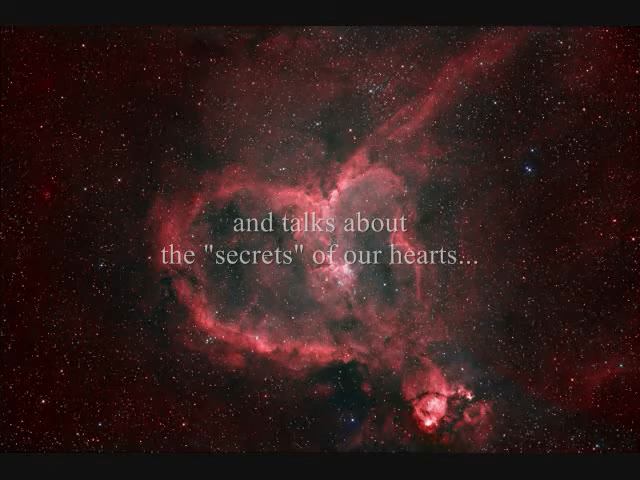 and talks about
the "secrets" of our hearts...